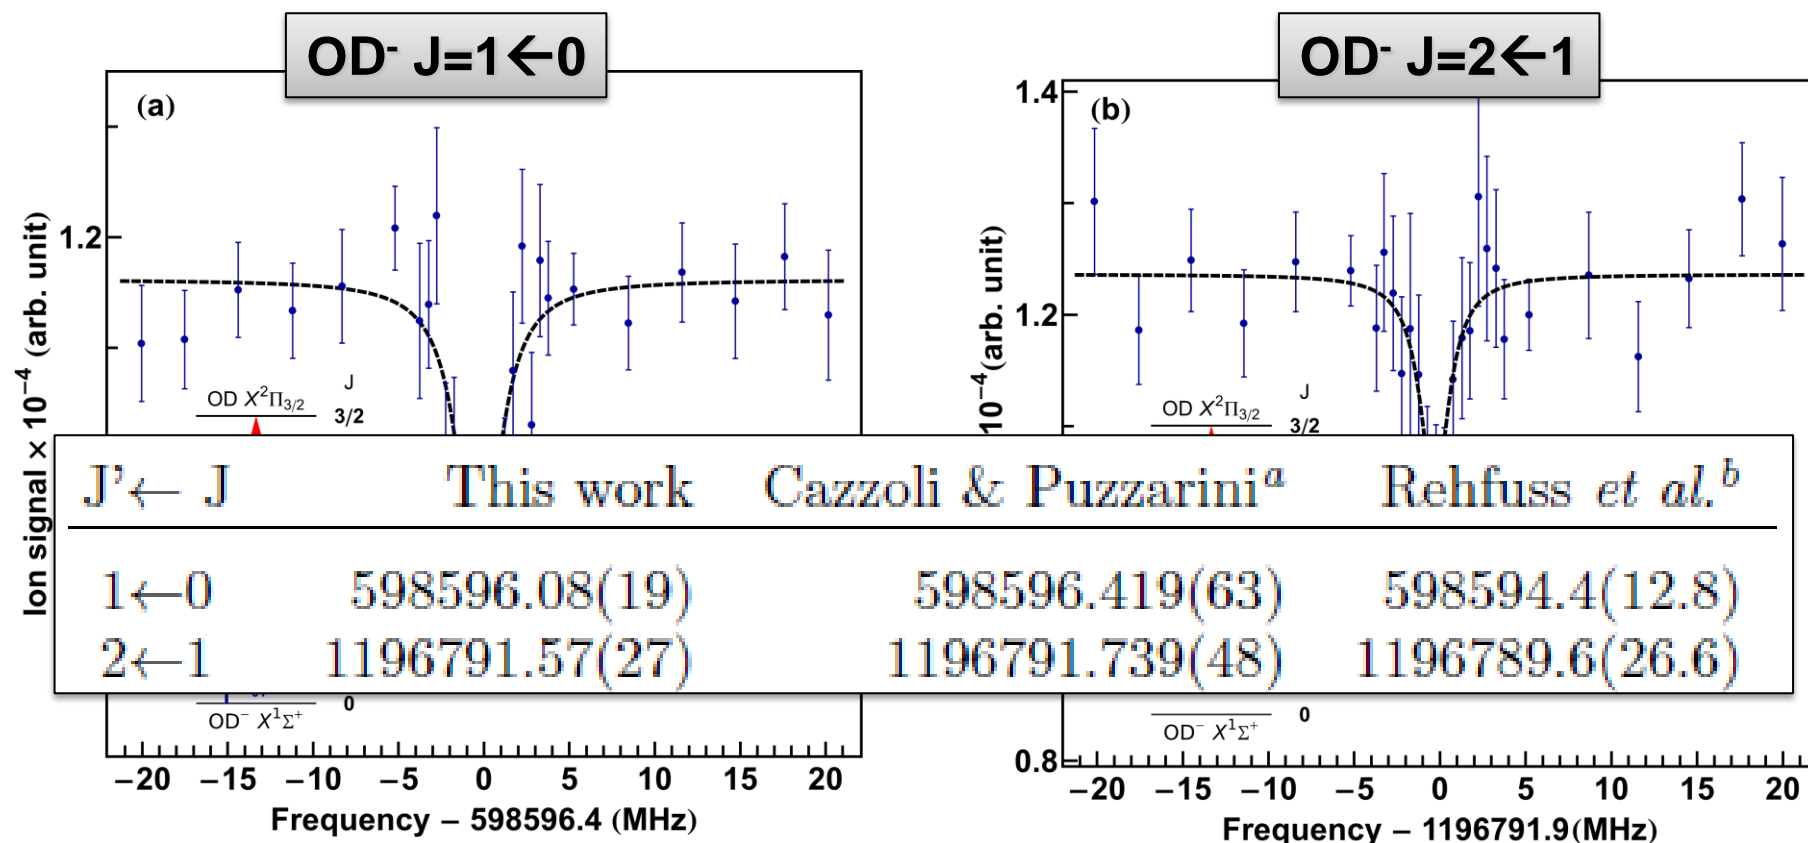 OD⁻ J=1←0
OD⁻ J=2←1
(a)
1.2
Ion signal × 10⁻⁴ (arb. unit)
OD X²Π₃/₂
J
3/2
(b)
1.4
1.2
10⁻⁴(arb. unit)
OD X²Π₃/₂
J
3/2
J'← J This work Cazzoli & Puzzariniᵃ Rehfuss et al.ᵇ
1←0 598596.08(19) 598596.419(63) 598594.4(12.8)
2←1 1196791.57(27) 1196791.739(48) 1196789.6(26.6)
0
OD⁻ X¹Σ⁺
−20 −15 −10 −5 0 5 10 15 20
Frequency − 598596.4 (MHz)
0
OD⁻ X¹Σ⁺
0.8
−20 −15 −10 −5 0 5 10 15 20
Frequency − 1196791.9(MHz)